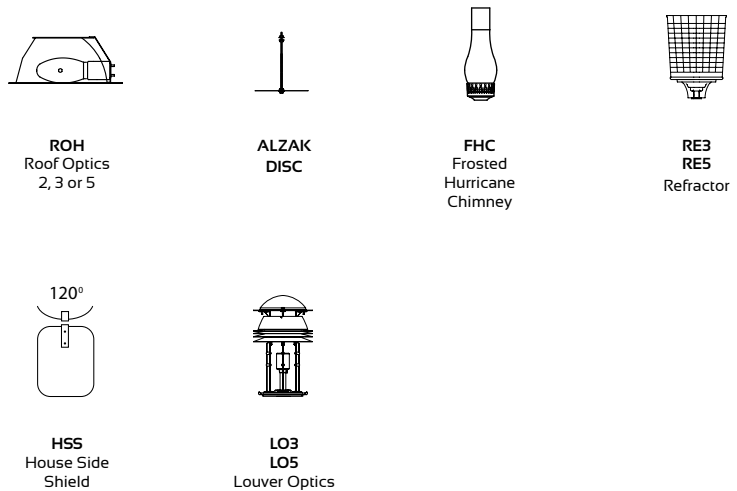 ROH
Roof Optics
2, 3 or 5
ALZAK
DISC
FHC
Frosted
Hurricane
Chimney
RE3
RE5
Refractor
120⁰
HSS
House Side
Shield
LO3
LO5
Louver Optics